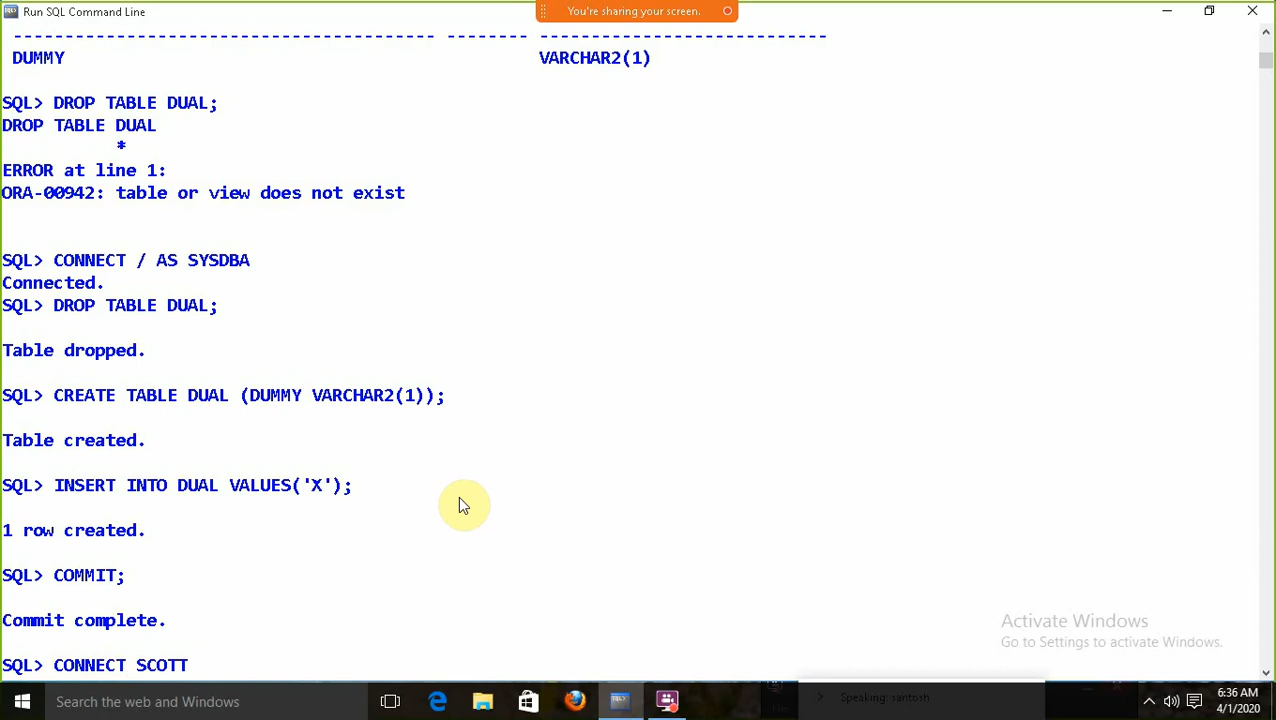 Run SQL Command Line
You're sharing your screen.
---------------------------------------- -------- ----------------------------
DUMMY VARCHAR2(1)
SQL> DROP TABLE DUAL;
DROP TABLE DUAL
*
ERROR at line 1:
ORA-00942: table or view does not exist
SQL> CONNECT / AS SYSDBA
Connected.
SQL> DROP TABLE DUAL;
Table dropped.
SQL> CREATE TABLE DUAL (DUMMY VARCHAR2(1));
Table created.
SQL> INSERT INTO DUAL VALUES('X');
1 row created.
SQL> COMMIT;
Commit complete.
SQL> CONNECT SCOTT
Activate Windows
Go to Settings to activate Windows.
Search the web and Windows
Speaking: santosh
6:36 AM
4/1/2020